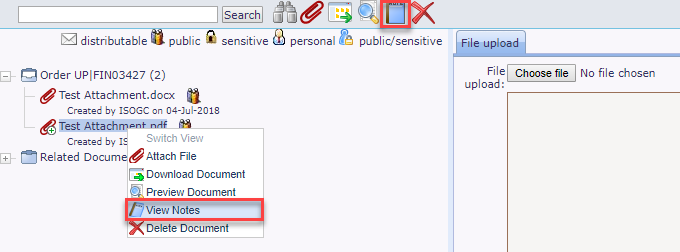 Search
distributable public sensitive personal public/sensitive
File upload
File upload: Choose file No file chosen
Order UP|FIN03427 (2)
Test Attachment.docx
Created by ISOGC on 04-Jul-2018
Test Attachment.pdf
Created by IS
Related Docume
Switch View
Attach File
Download Document
Preview Document
View Notes
Delete Document